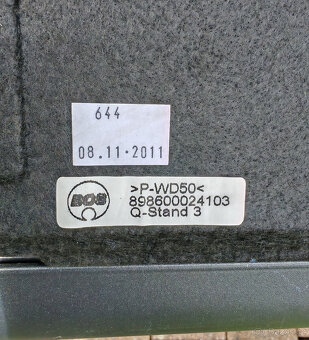 644
08.11.2011
BOS
>P-WD50<
898600024103
Q-Stand 3